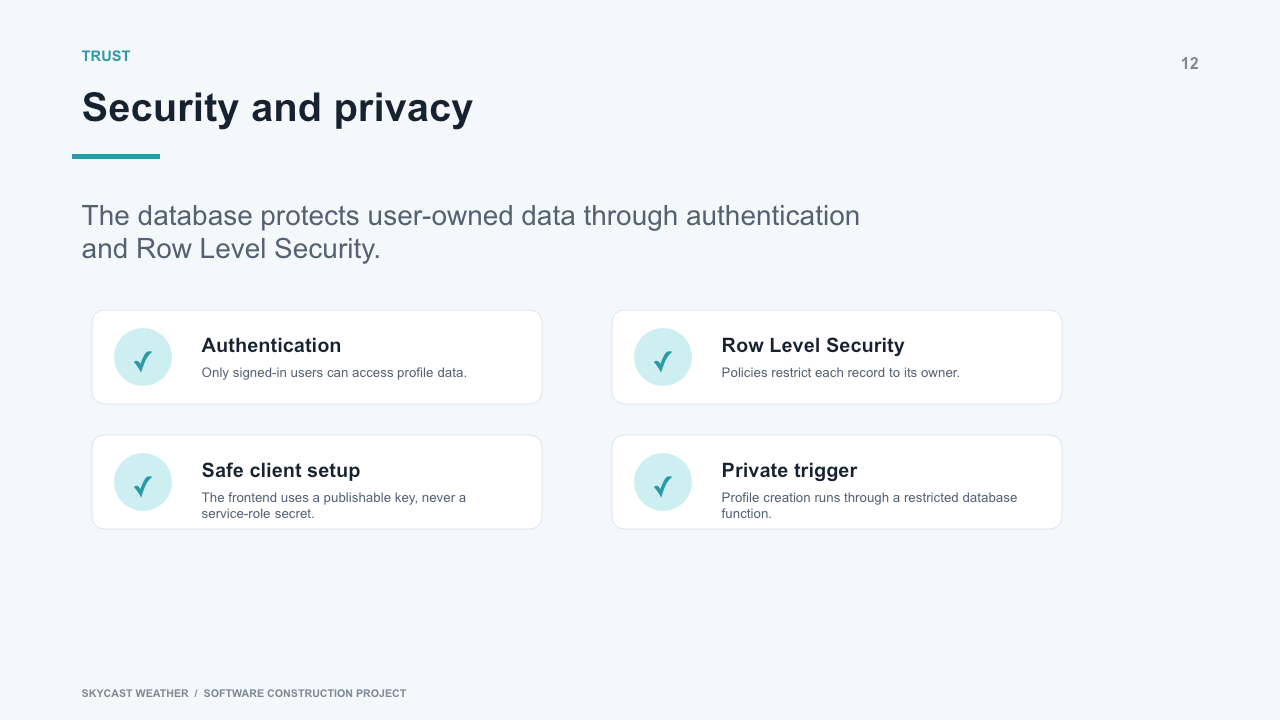 TRUST
12
Security and privacy
The database protects user-owned data through authentication
and Row Level Security.
Authentication
Only signed-in users can access profile data.
Row Level Security
Policies restrict each record to its owner.
Safe client setup
The frontend uses a publishable key, never a
service-role secret.
Private trigger
Profile creation runs through a restricted database
function.
SKYCAST WEATHER / SOFTWARE CONSTRUCTION PROJECT